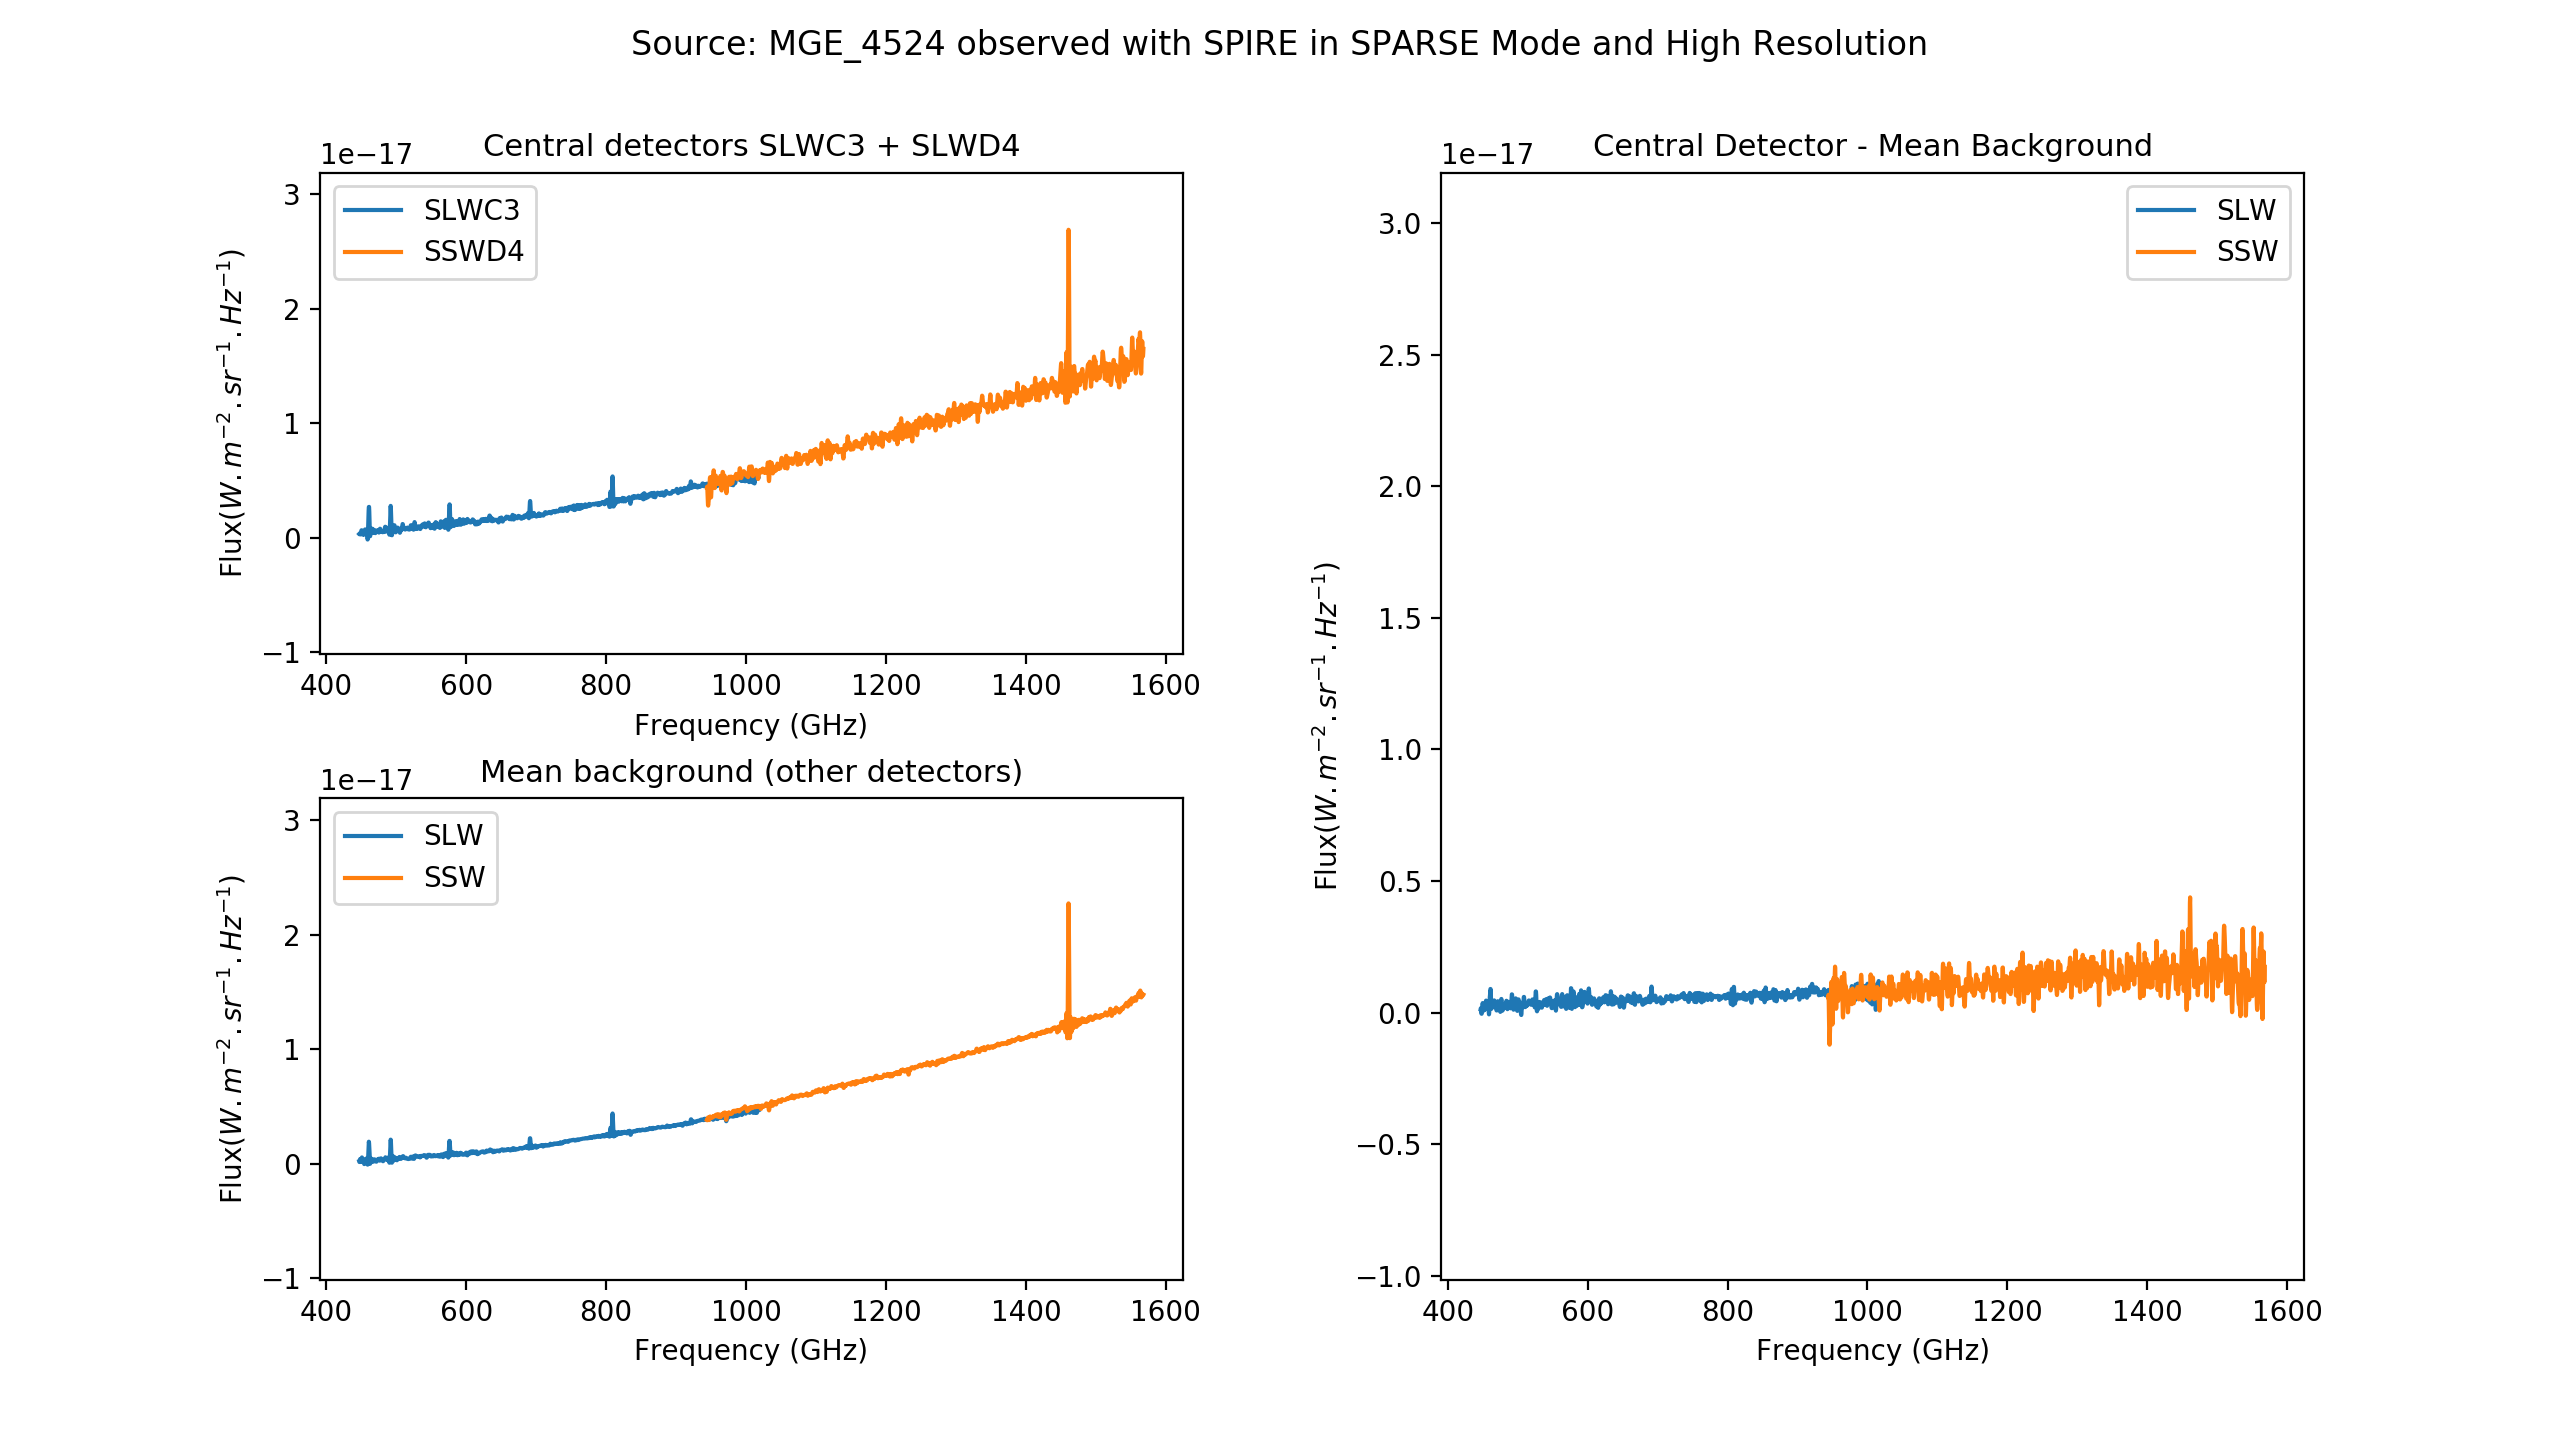 Source: MGE_4524 observed with SPIRE in SPARSE Mode and High Resolution
Central detectors SLWC3 + SLWD4
1e−17
SLWC3
SSWD4
3
2
1
0
−1
Flux(W.m⁻².sr⁻¹.Hz⁻¹)
400 600 800 1000 1200 1400 1600
Frequency (GHz)
Mean background (other detectors)
1e−17
SLW
SSW
3
2
1
0
−1
Flux(W.m⁻².sr⁻¹.Hz⁻¹)
400 600 800 1000 1200 1400 1600
Frequency (GHz)
Central Detector - Mean Background
1e−17
SLW
SSW
3.0
2.5
2.0
1.5
1.0
0.5
0.0
−0.5
−1.0
Flux(W.m⁻².sr⁻¹.Hz⁻¹)
400 600 800 1000 1200 1400 1600
Frequency (GHz)